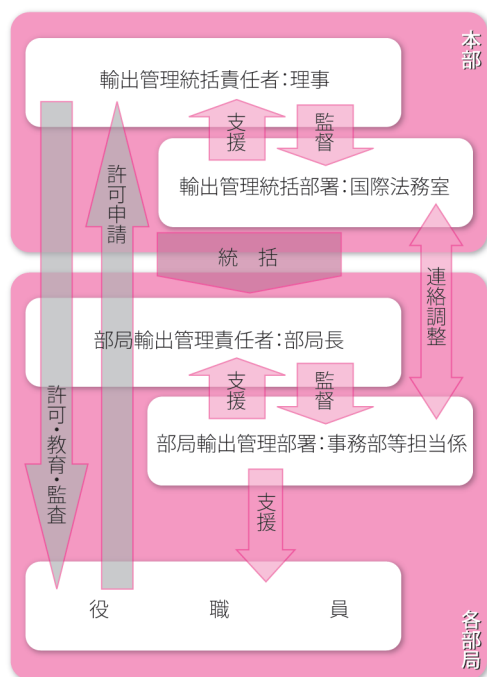 本部
輸出管理統括責任者：理事
支援
監督
輸出管理統括部署：国際法務室
許可申請
統　括
連絡調整
部局輸出管理責任者：部局長
支援
監督
許可・教育・監査
部局輸出管理部署：事務部等担当係
支援
役　職　員
各部局